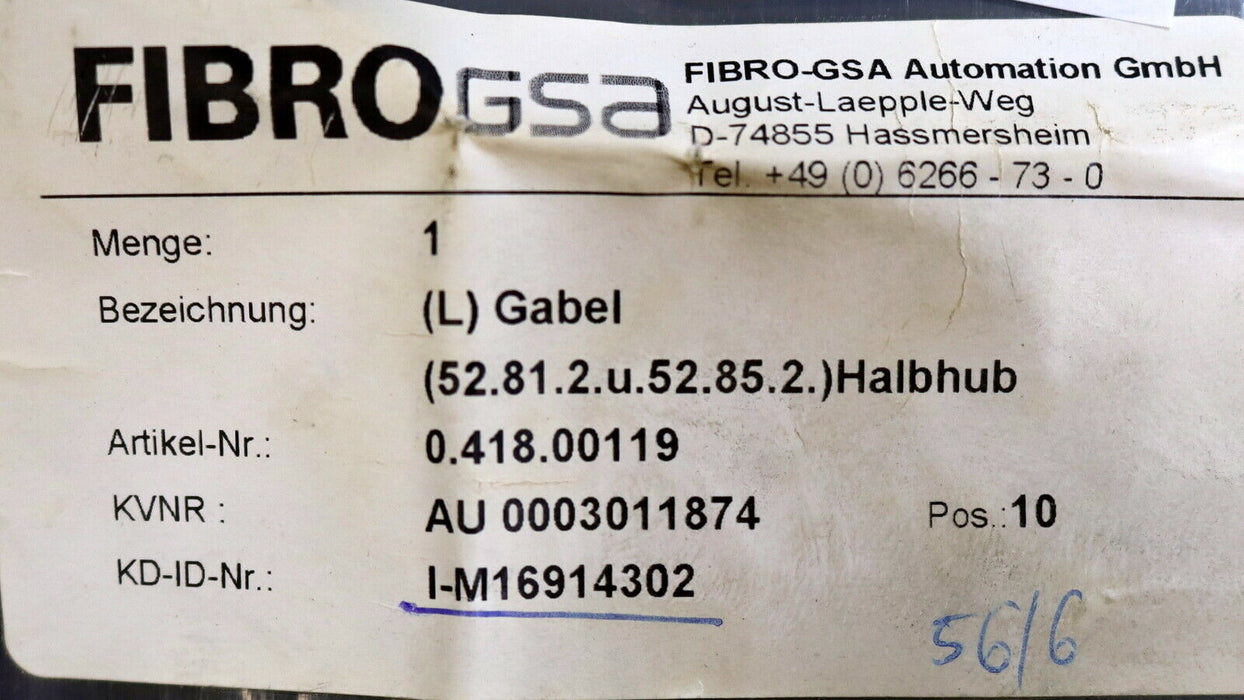 FIBRO GSA
FIBRO-GSA Automation GmbH
August-Laepple-Weg
D-74855 Hassmersheim
Tel. +49 (0) 6266 - 73 - 0
Menge: 1
Bezeichnung: (L) Gabel
(52.81.2.u.52.85.2.)Halbhub
Artikel-Nr.: 0.418.00119
KVNR : AU 0003011874 Pos.:10
KD-ID-Nr.: I-M16914302
56/6